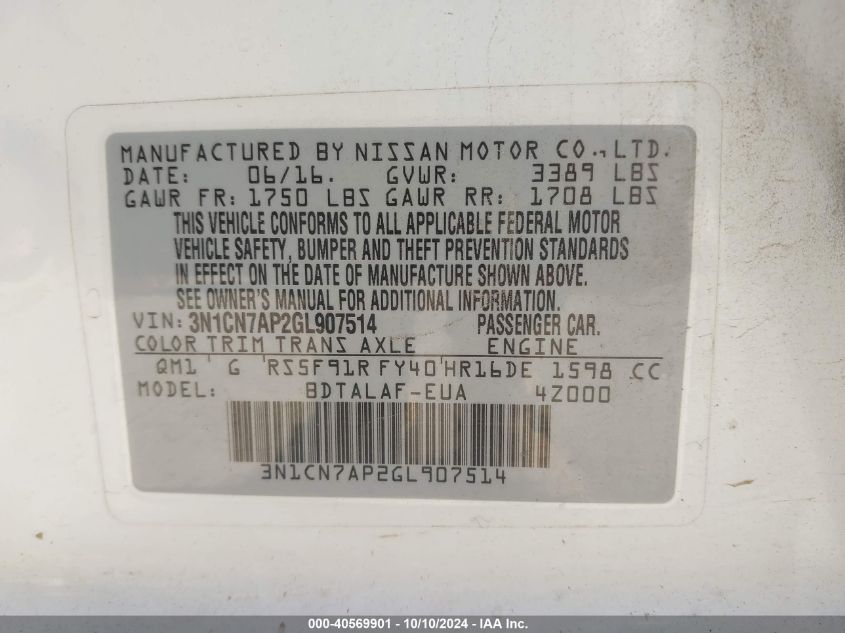 MANUFACTURED BY NISSAN MOTOR CO., LTD.
DATE: 06/16. GVWR: 3389 LBS
GAWR FR: 1750 LBS GAWR RR: 1708 LBS
THIS VEHICLE CONFORMS TO ALL APPLICABLE FEDERAL MOTOR
VEHICLE SAFETY, BUMPER AND THEFT PREVENTION STANDARDS
IN EFFECT ON THE DATE OF MANUFACTURE SHOWN ABOVE.
SEE OWNER'S MANUAL FOR ADDITIONAL INFORMATION.
VIN: 3N1CN7AP2GL907514 PASSENGER CAR.
COLOR TRIM TRANS AXLE ENGINE
QM1 ' G 'RS5F91R FY40'HR16DE 1598 CC
MODEL: BDTALAF-EUA 4Z000
3N1CN7AP2GL907514
000-40569901 - 10/10/2024 - IAA Inc.